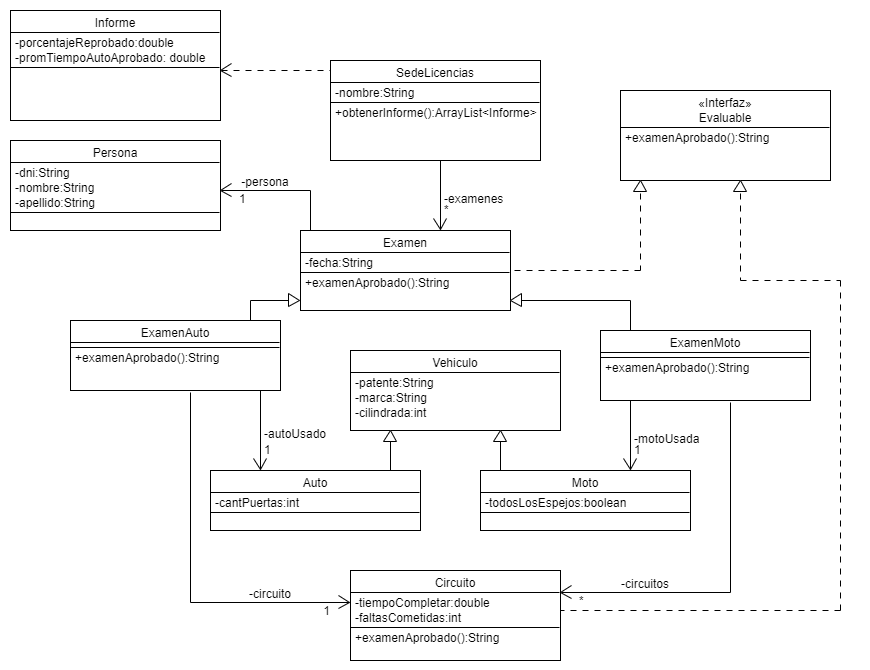 Informe
-porcentajeReprobado:double
-promTiempoAutoAprobado: double
SedeLicencias
-nombre:String
+obtenerInforme():ArrayList<Informe>
«Interfaz»
Evaluable
+examenAprobado():String
Persona
-dni:String
-nombre:String
-apellido:String
-persona
1
-examenes
*
Examen
-fecha:String
+examenAprobado():String
ExamenAuto
+examenAprobado():String
ExamenMoto
+examenAprobado():String
Vehiculo
-patente:String
-marca:String
-cilindrada:int
-autoUsado
1
-motoUsada
1
Auto
-cantPuertas:int
Moto
-todosLosEspejos:boolean
Circuito
-tiempoCompletar:double
-faltasCometidas:int
+examenAprobado():String
-circuito
1
-circuitos
*